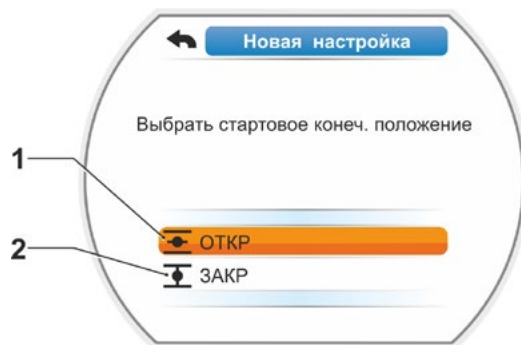 Новая настройка
Выбрать стартовое конеч. положение
1
ОТКР
2
ЗАКР